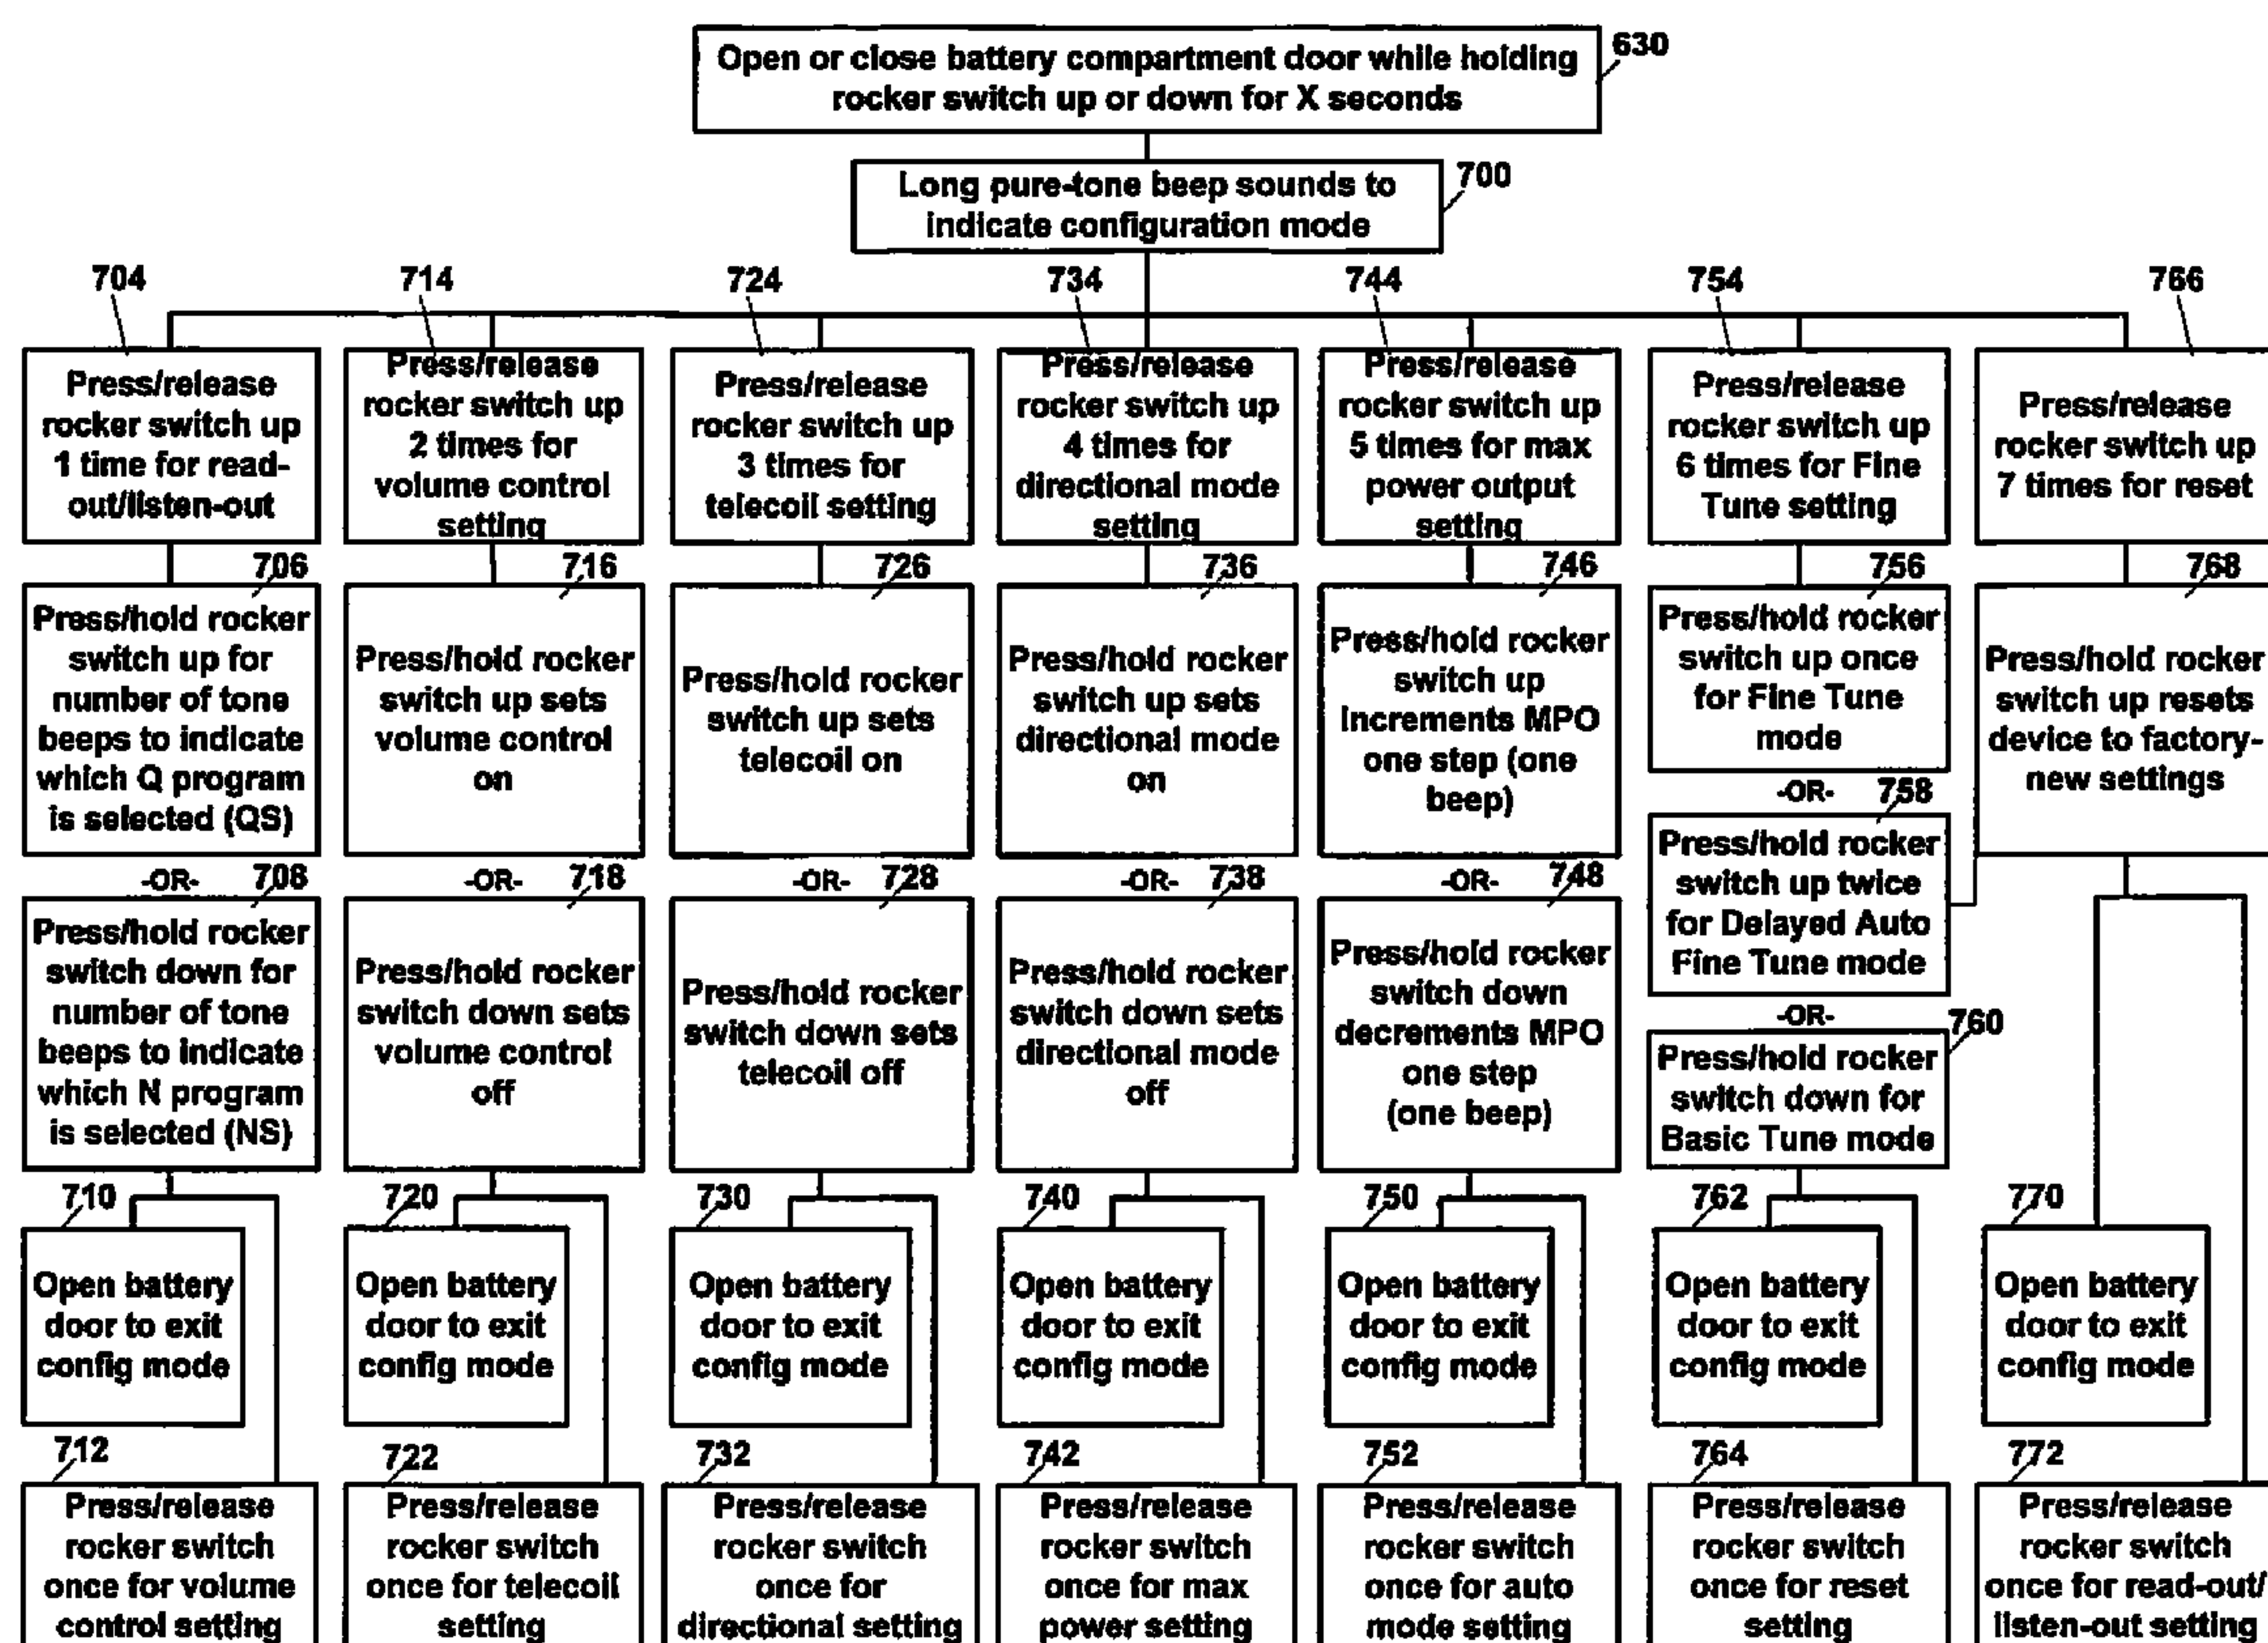 630
Open or close battery compartment door while holding
rocker switch up or down for X seconds
700
Long pure-tone beep sounds to
indicate configuration mode
704
Press/release
rocker switch up
1 time for read-
out/listen-out
706
Press/hold rocker
switch up for
number of tone
beeps to indicate
which Q program
is selected (QS)
-OR-
708
Press/hold rocker
switch down for
number of tone
beeps to indicate
which N program
is selected (NS)
710
Open battery
door to exit
config mode
712
Press/release
rocker switch
once for volume
control setting
714
Press/release
rocker switch up
2 times for
volume control
setting
716
Press/hold rocker
switch up sets
volume control
on
-OR-
718
Press/hold rocker
switch down sets
volume control
off
720
Open battery
door to exit
config mode
722
Press/release
rocker switch
once for telecoil
setting
724
Press/release
rocker switch up
3 times for
telecoil setting
726
Press/hold rocker
switch up sets
telecoil on
-OR-
728
Press/hold rocker
switch down sets
telecoil off
730
Open battery
door to exit
config mode
732
Press/release
rocker switch
once for
directional setting
734
Press/release
rocker switch up
4 times for
directional mode
setting
736
Press/hold rocker
switch up sets
directional mode
on
-OR-
738
Press/hold rocker
switch down sets
directional mode
off
740
Open battery
door to exit
config mode
742
Press/release
rocker switch
once for max
power setting
744
Press/release
rocker switch up
5 times for max
power output
setting
746
Press/hold rocker
switch up
increments MPO
one step (one
beep)
-OR-
748
Press/hold rocker
switch down
decrements MPO
one step
(one beep)
750
Open battery
door to exit
config mode
752
Press/release
rocker switch
once for auto
mode setting
754
Press/release
rocker switch up
6 times for Fine
Tune setting
756
Press/hold rocker
switch up once
for Fine Tune
mode
-OR-
758
Press/hold rocker
switch up twice
for Delayed Auto
Fine Tune mode
-OR-
760
Press/hold rocker
switch down for
Basic Tune mode
762
Open battery
door to exit
config mode
764
Press/release
rocker switch
once for reset
setting
766
Press/release
rocker switch up
7 times for reset
768
Press/hold rocker
switch up resets
device to factory-
new settings
770
Open battery
door to exit
config mode
772
Press/release
rocker switch
once for read-out/
listen-out setting